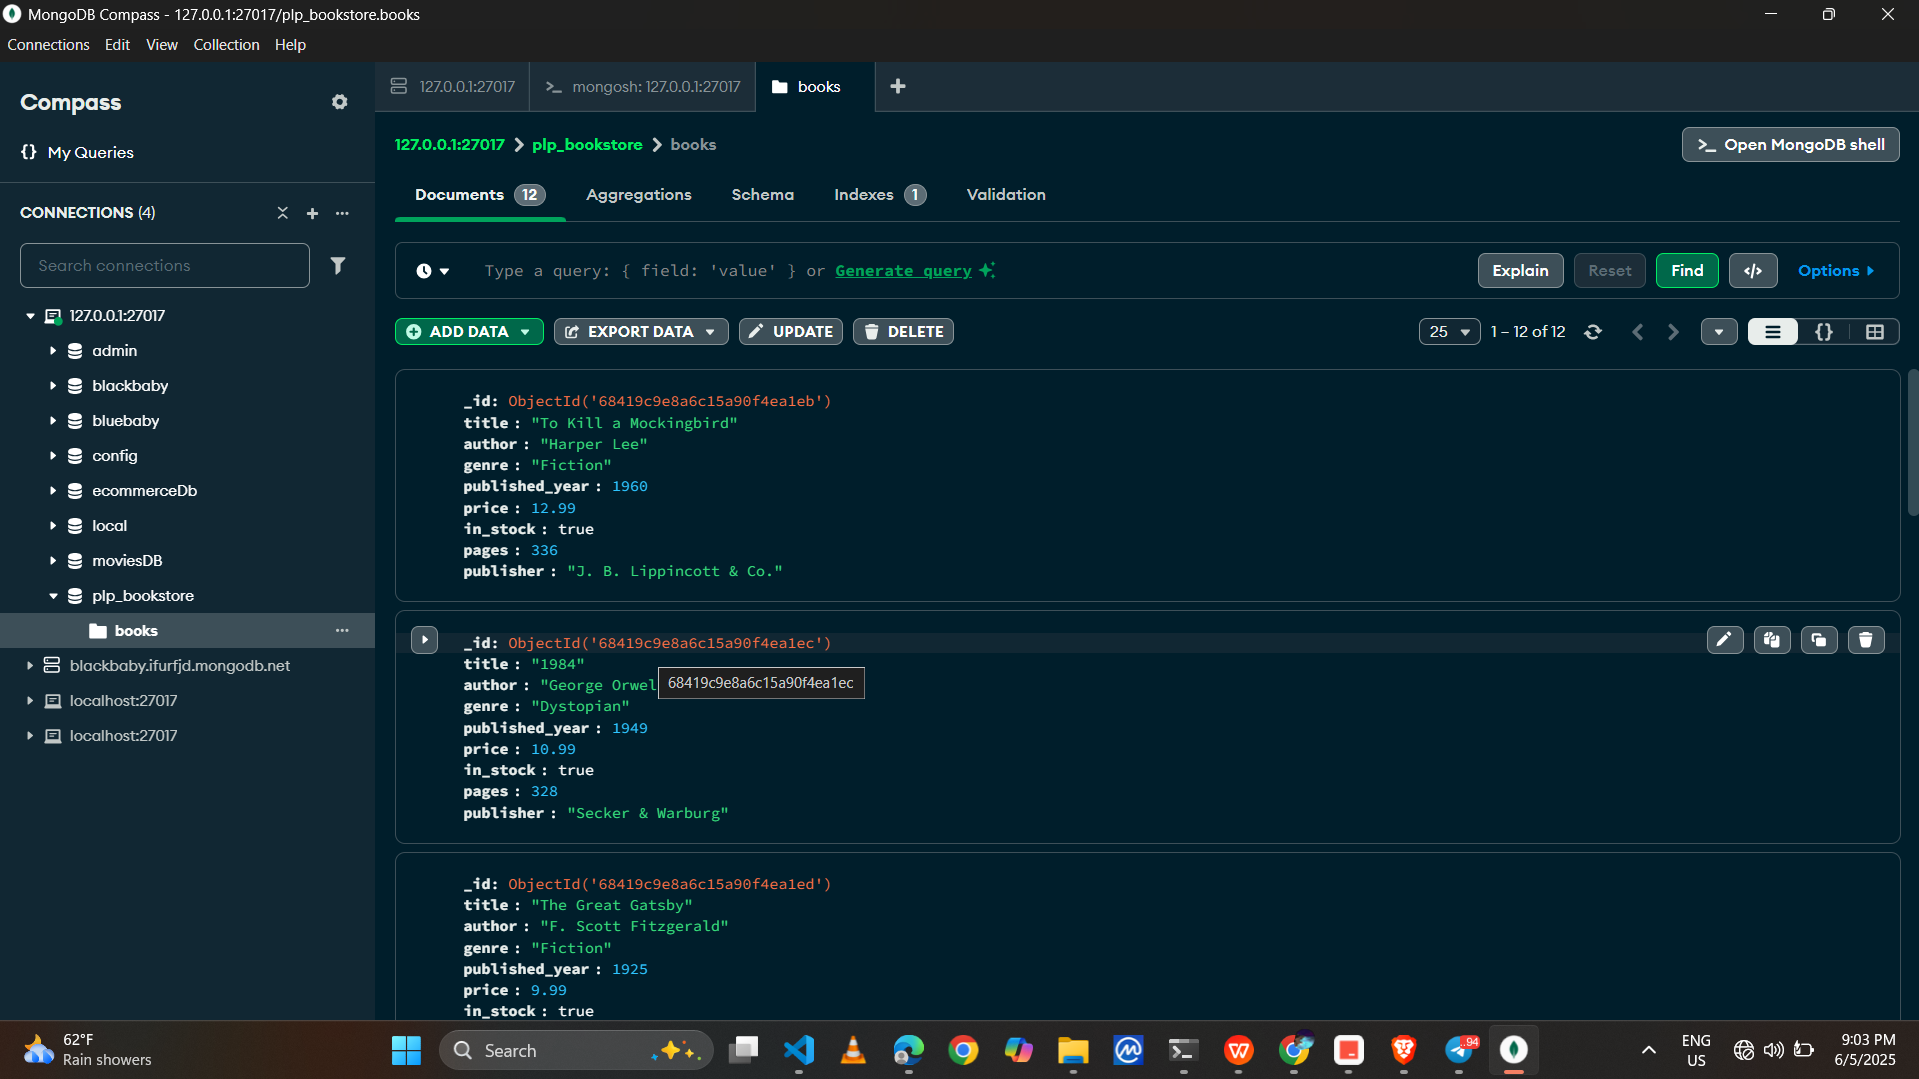 MongoDB Compass - 127.0.0.1:27017/plp_bookstore.books
Connections Edit View Collection Help
Compass
{} My Queries
CONNECTIONS (4)
Search connections
127.0.0.1:27017
admin
blackbaby
bluebaby
config
ecommerceDb
local
moviesDB
plp_bookstore
books
blackbaby.ifurfjd.mongodb.net
localhost:27017
localhost:27017
127.0.0.1:27017
>_ mongosh: 127.0.0.1:27017
books
127.0.0.1:27017 > plp_bookstore > books
>_ Open MongoDB shell
Documents 12 Aggregations Schema Indexes 1 Validation
Type a query: { field: 'value' } or Generate query
Explain Reset Find </> Options
ADD DATA EXPORT DATA UPDATE DELETE
25 1 – 12 of 12 {}
_id: ObjectId('68419c9e8a6c15a90f4ea1eb')
title : "To Kill a Mockingbird"
author : "Harper Lee"
genre : "Fiction"
published_year : 1960
price : 12.99
in_stock : true
pages : 336
publisher : "J. B. Lippincott & Co."
_id: ObjectId('68419c9e8a6c15a90f4ea1ec')
title : "1984"
author : "George Orwel
68419c9e8a6c15a90f4ea1ec
genre : "Dystopian"
published_year : 1949
price : 10.99
in_stock : true
pages : 328
publisher : "Secker & Warburg"
_id: ObjectId('68419c9e8a6c15a90f4ea1ed')
title : "The Great Gatsby"
author : "F. Scott Fitzgerald"
genre : "Fiction"
published_year : 1925
price : 9.99
in_stock : true
62°F
Rain showers
Search
94
ENG
US
9:03 PM
6/5/2025